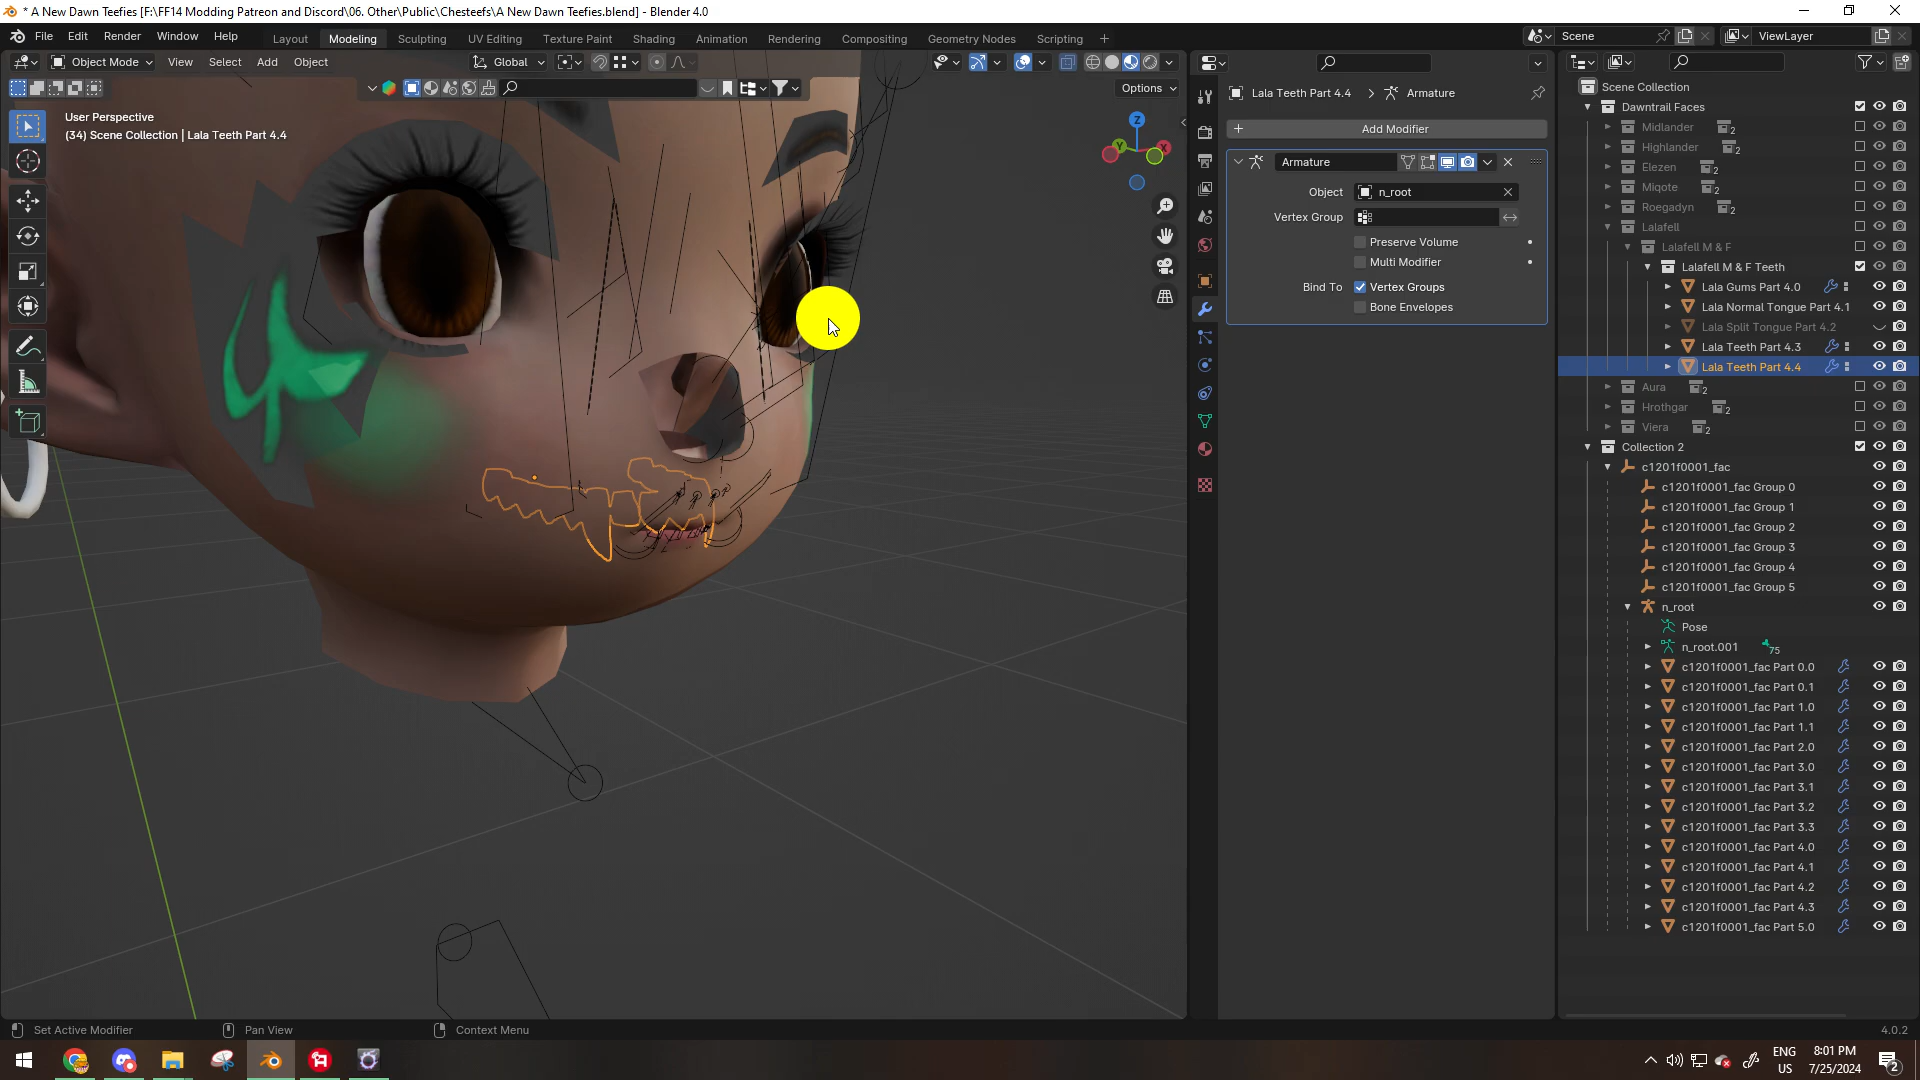 * A New Dawn Teefies [F:\FF14 Modding Patreon and Discord\06. Other\Public\Chesteefs\A New Dawn Teefies.blend] - Blender 4.0
File Edit Render Window Help
Layout Modeling Sculpting UV Editing Texture Paint Shading Animation Rendering Compositing Geometry Nodes Scripting +
Scene
ViewLayer
Object Mode View Select Add Object
Global
Options
User Perspective
(34) Scene Collection | Lala Teeth Part 4.4
Z
Y
X
Lala Teeth Part 4.4 > Armature
+ Add Modifier
Armature
Object n_root
Vertex Group
Preserve Volume
Multi Modifier
Bind To Vertex Groups
Bone Envelopes
Scene Collection
Dawntrail Faces
Midlander 2
Highlander 2
Elezen 2
Miqote 2
Roegadyn 2
Lalafell
Lalafell M & F
Lalafell M & F Teeth
Lala Gums Part 4.0
Lala Normal Tongue Part 4.1
Lala Split Tongue Part 4.2
Lala Teeth Part 4.3
Lala Teeth Part 4.4
Aura 2
Hrothgar 2
Viera 2
Collection 2
c1201f0001_fac
c1201f0001_fac Group 0
c1201f0001_fac Group 1
c1201f0001_fac Group 2
c1201f0001_fac Group 3
c1201f0001_fac Group 4
c1201f0001_fac Group 5
n_root
Pose
n_root.001 75
c1201f0001_fac Part 0.0
c1201f0001_fac Part 0.1
c1201f0001_fac Part 1.0
c1201f0001_fac Part 1.1
c1201f0001_fac Part 2.0
c1201f0001_fac Part 3.0
c1201f0001_fac Part 3.1
c1201f0001_fac Part 3.2
c1201f0001_fac Part 3.3
c1201f0001_fac Part 4.0
c1201f0001_fac Part 4.1
c1201f0001_fac Part 4.2
c1201f0001_fac Part 4.3
c1201f0001_fac Part 5.0
Set Active Modifier
Pan View
Context Menu
4.0.2
ENG
US
8:01 PM
7/25/2024
2